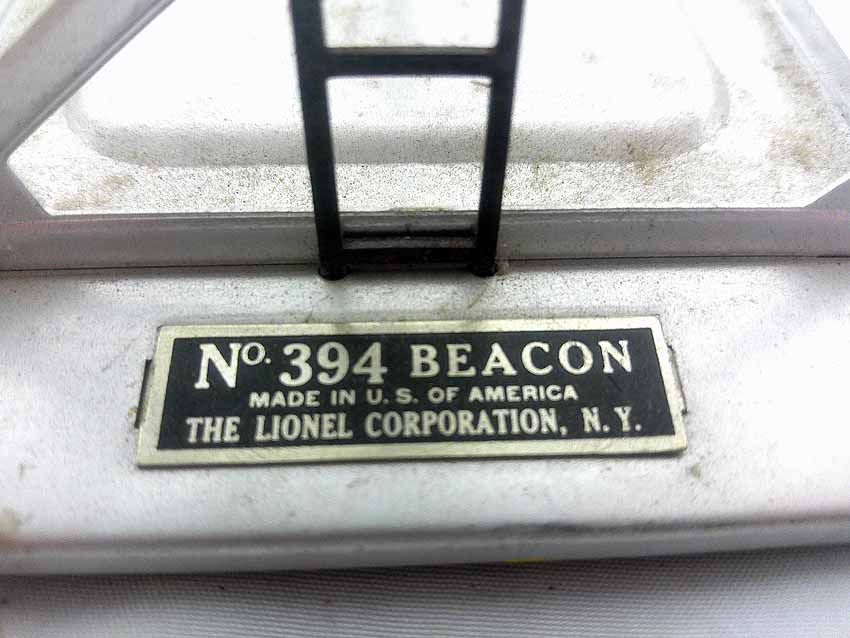 No. 394 BEACON
MADE IN U.S. OF AMERICA
THE LIONEL CORPORATION, N.Y.